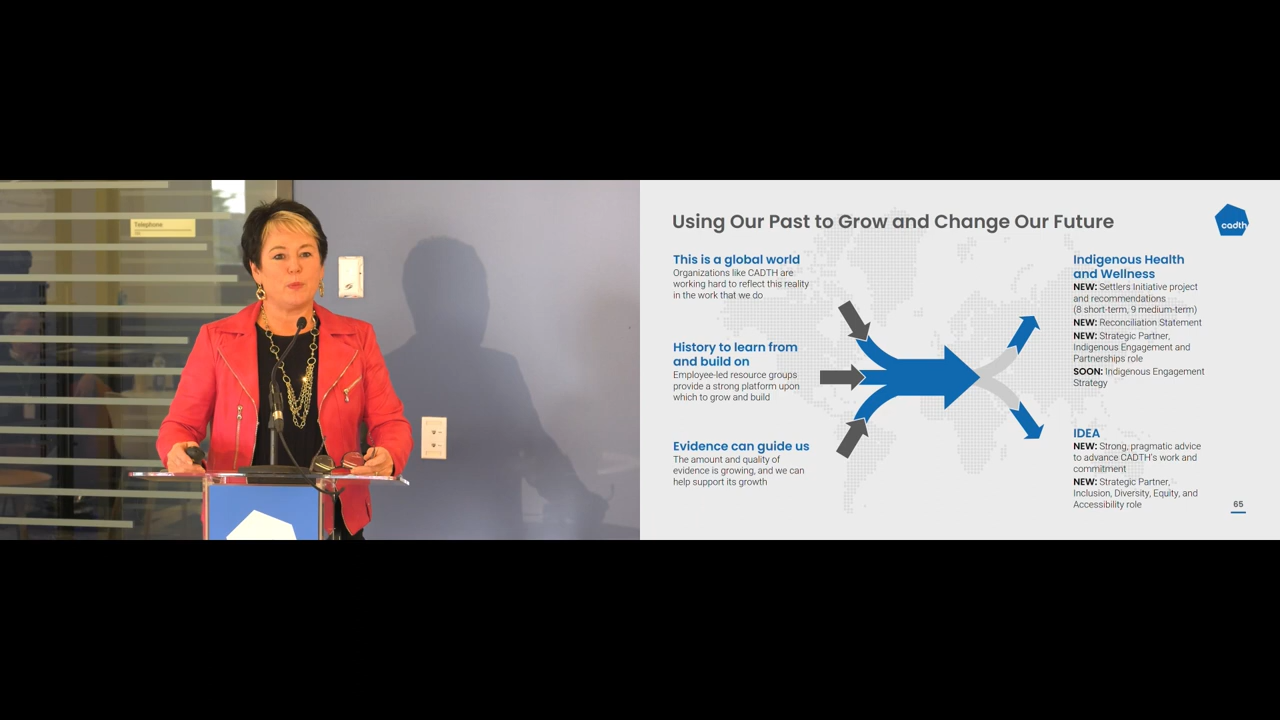 Telephone
Using Our Past to Grow and Change Our Future
cadth
This is a global world
Organizations like CADTH are
working hard to reflect this reality
in the work that we do
History to learn from
and build on
Employee-led resource groups
provide a strong platform upon
which to grow and build
Evidence can guide us
The amount and quality of
evidence is growing, and we can
help support its growth
Indigenous Health
and Wellness
NEW: Settlers Initiative project
and recommendations
(8 short-term, 9 medium-term)
NEW: Reconciliation Statement
NEW: Strategic Partner,
Indigenous Engagement and
Partnerships role
SOON: Indigenous Engagement
Strategy
IDEA
NEW: Strong, pragmatic advice
to advance CADTH's work and
commitment
NEW: Strategic Partner,
Inclusion, Diversity, Equity, and
Accessibility role
65